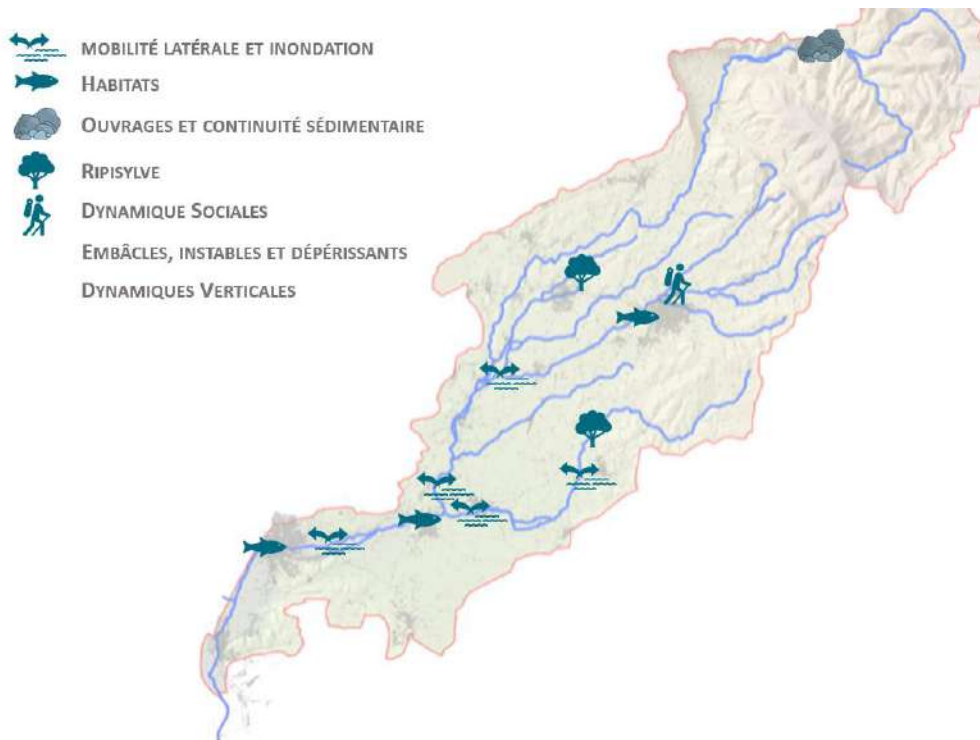 MOBILITÉ LATÉRALE ET INONDATION
HABITATS
OUVRAGES ET CONTINUITÉ SÉDIMENTAIRE
RIPISYLVE
DYNAMIQUE SOCIALES
EMBÂCLES, INSTABLES ET DÉPÉRISSANTS
DYNAMIQUES VERTICALES